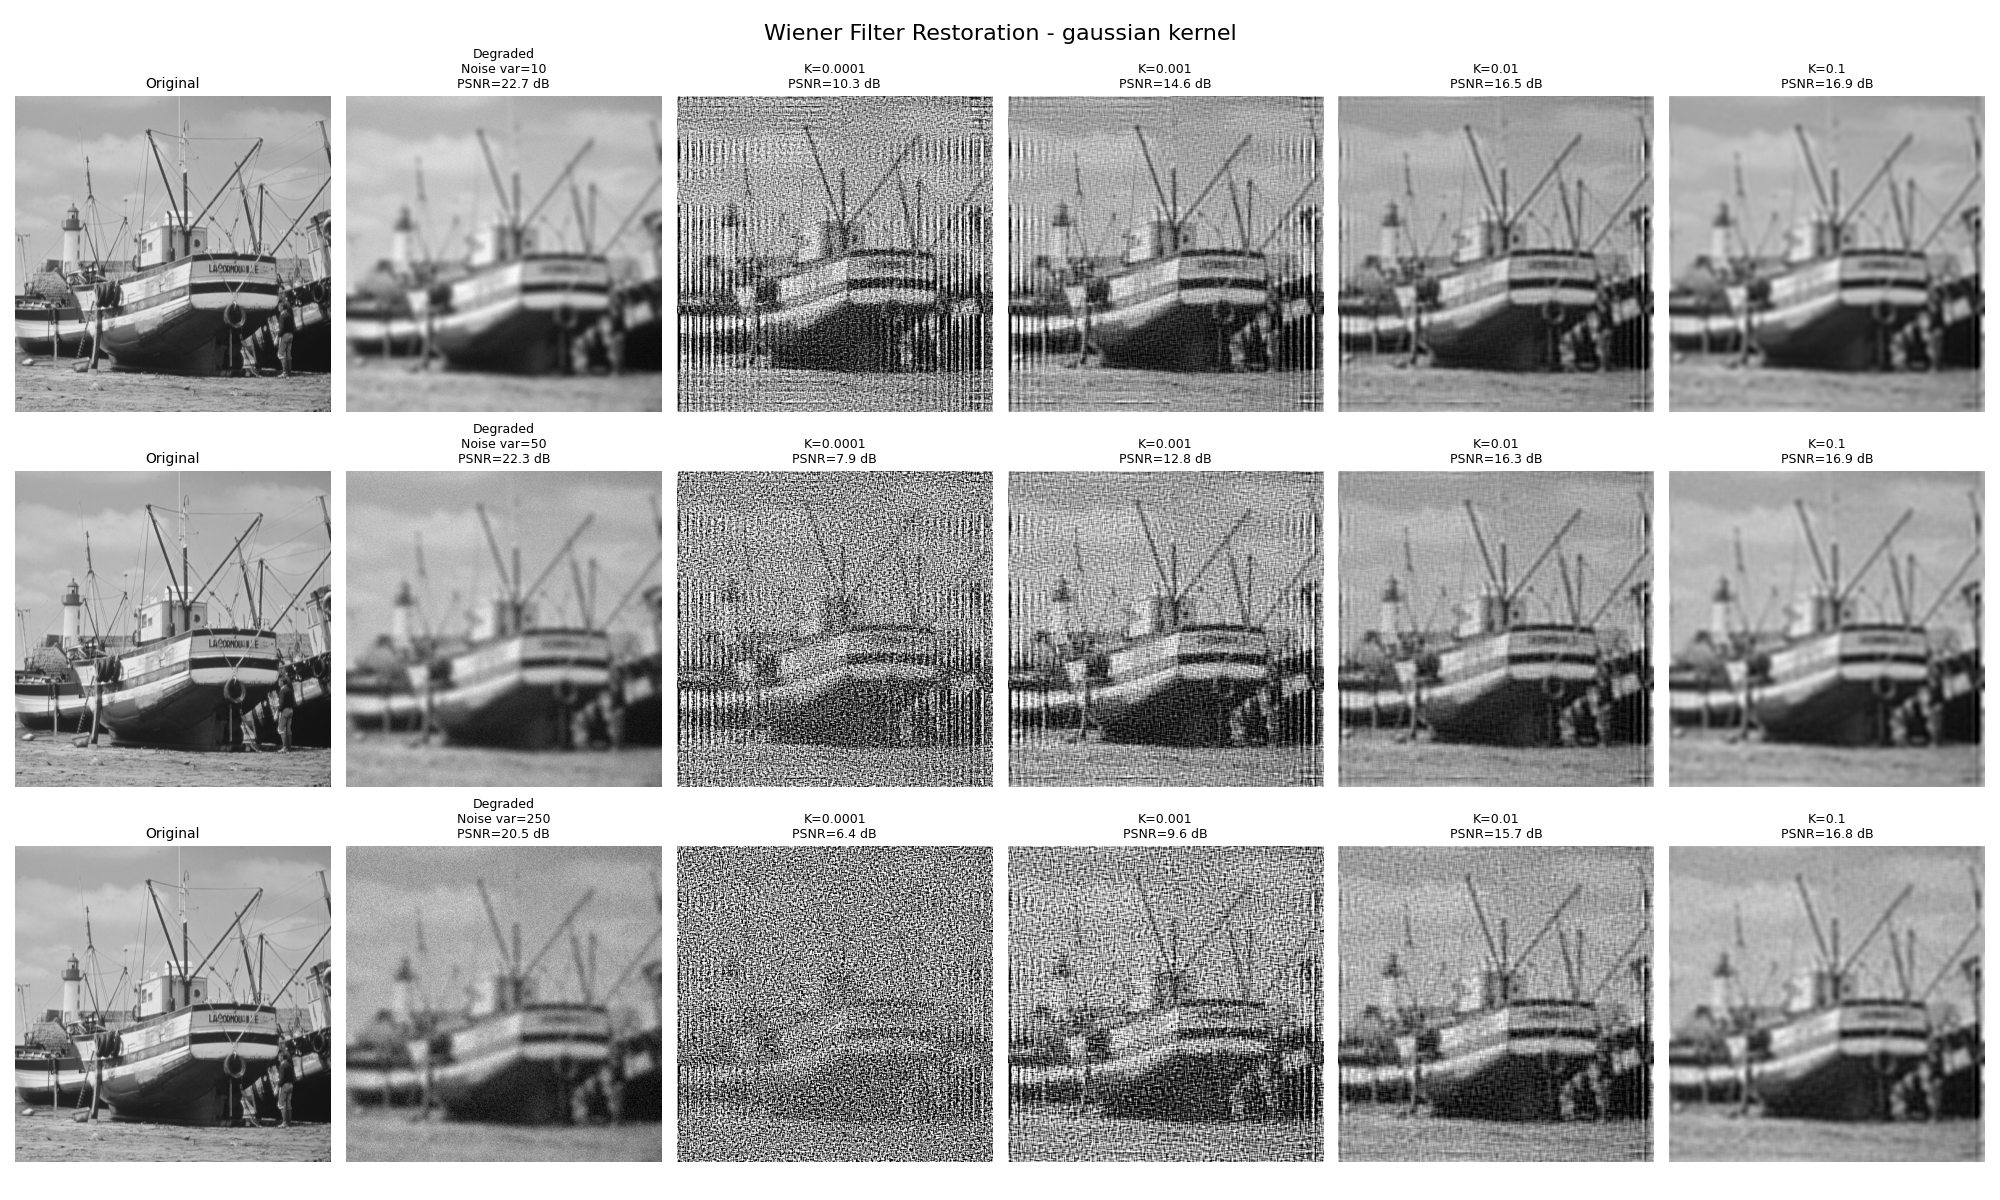 Wiener Filter Restoration - gaussian kernel
Original
Degraded
Noise var=10
PSNR=22.7 dB
K=0.0001
PSNR=10.3 dB
K=0.001
PSNR=14.6 dB
K=0.01
PSNR=16.5 dB
K=0.1
PSNR=16.9 dB
Original
Degraded
Noise var=50
PSNR=22.3 dB
K=0.0001
PSNR=7.9 dB
K=0.001
PSNR=12.8 dB
K=0.01
PSNR=16.3 dB
K=0.1
PSNR=16.9 dB
Original
Degraded
Noise var=250
PSNR=20.5 dB
K=0.0001
PSNR=6.4 dB
K=0.001
PSNR=9.6 dB
K=0.01
PSNR=15.7 dB
K=0.1
PSNR=16.8 dB